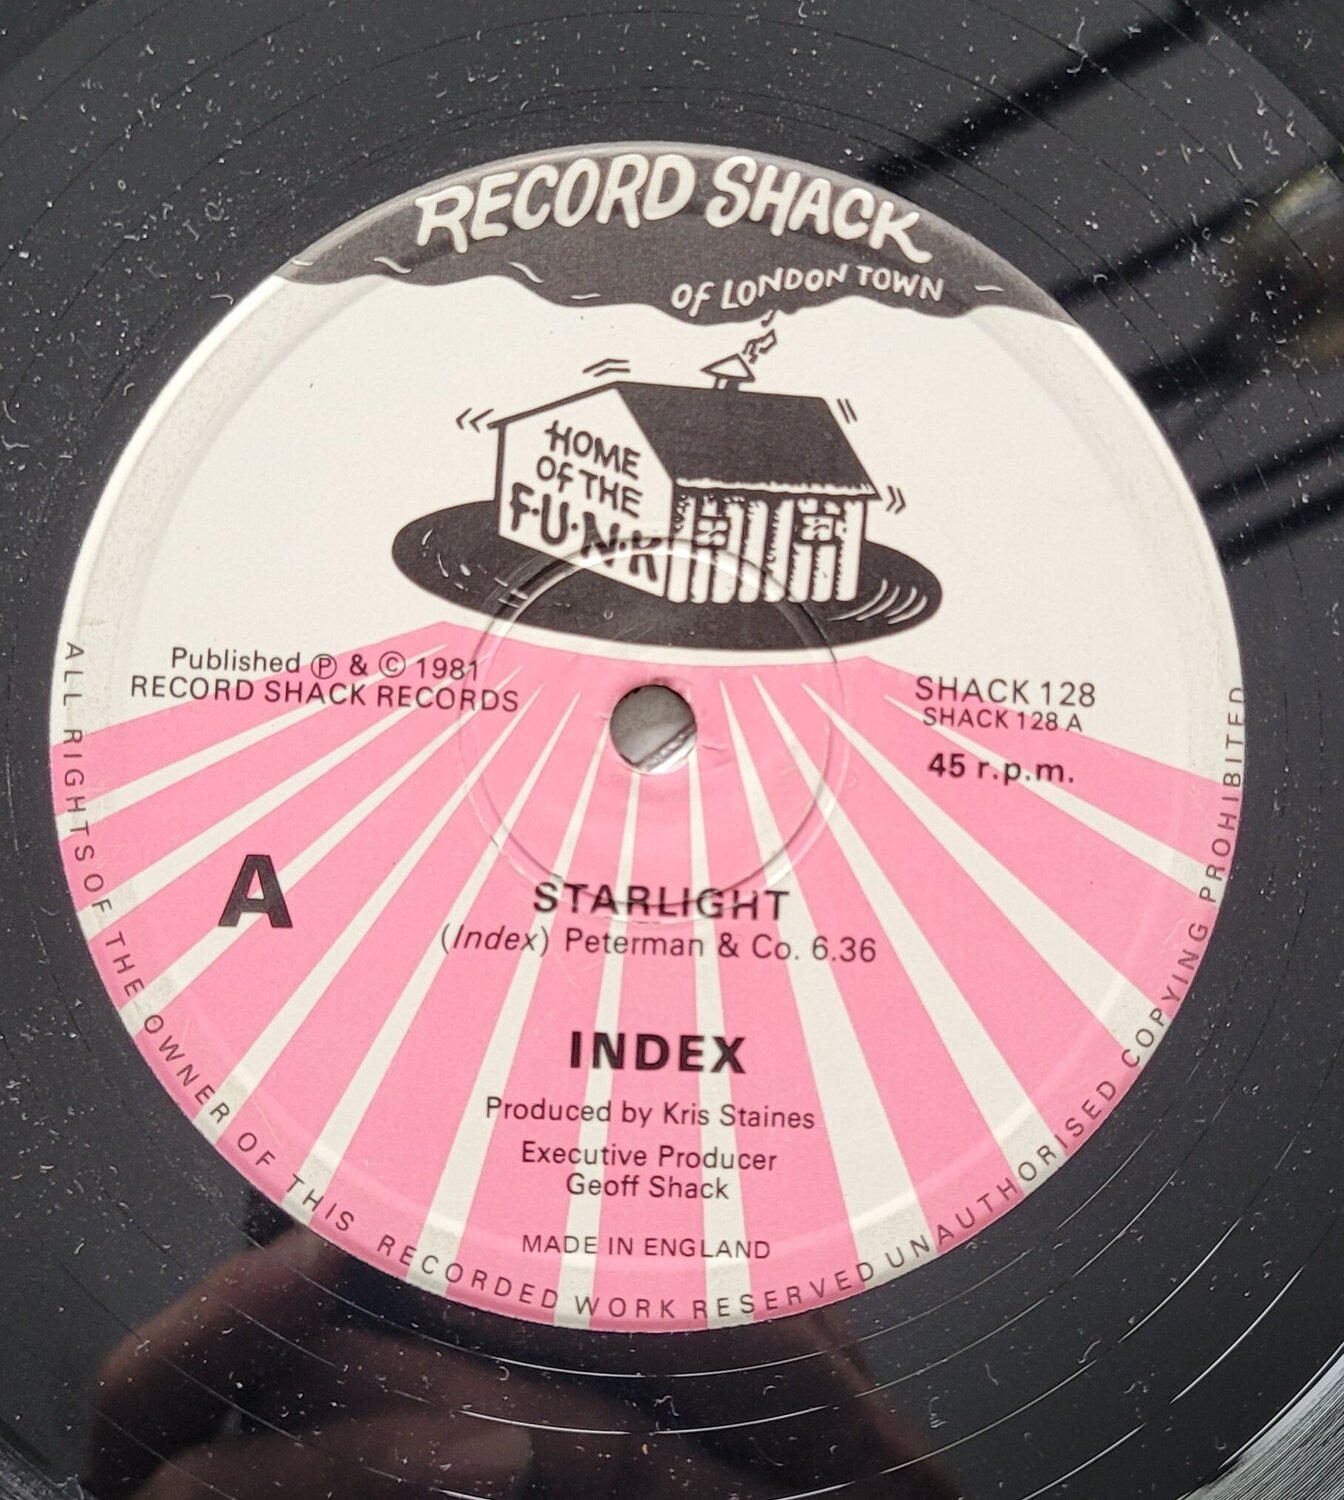 RECORD SHACK
OF LONDON TOWN
HOME
OF THE
F·U·N·K
Published Ⓟ & © 1981
RECORD SHACK RECORDS
SHACK 128
SHACK 128 A
45 r.p.m.
A
STARLIGHT
(Index) Peterman & Co. 6.36
INDEX
Produced by Kris Staines
Executive Producer
Geoff Shack
MADE IN ENGLAND
ALL RIGHTS OF THE OWNER OF THIS RECORDED WORK RESERVED UNAUTHORISED COPYING PROHIBITED